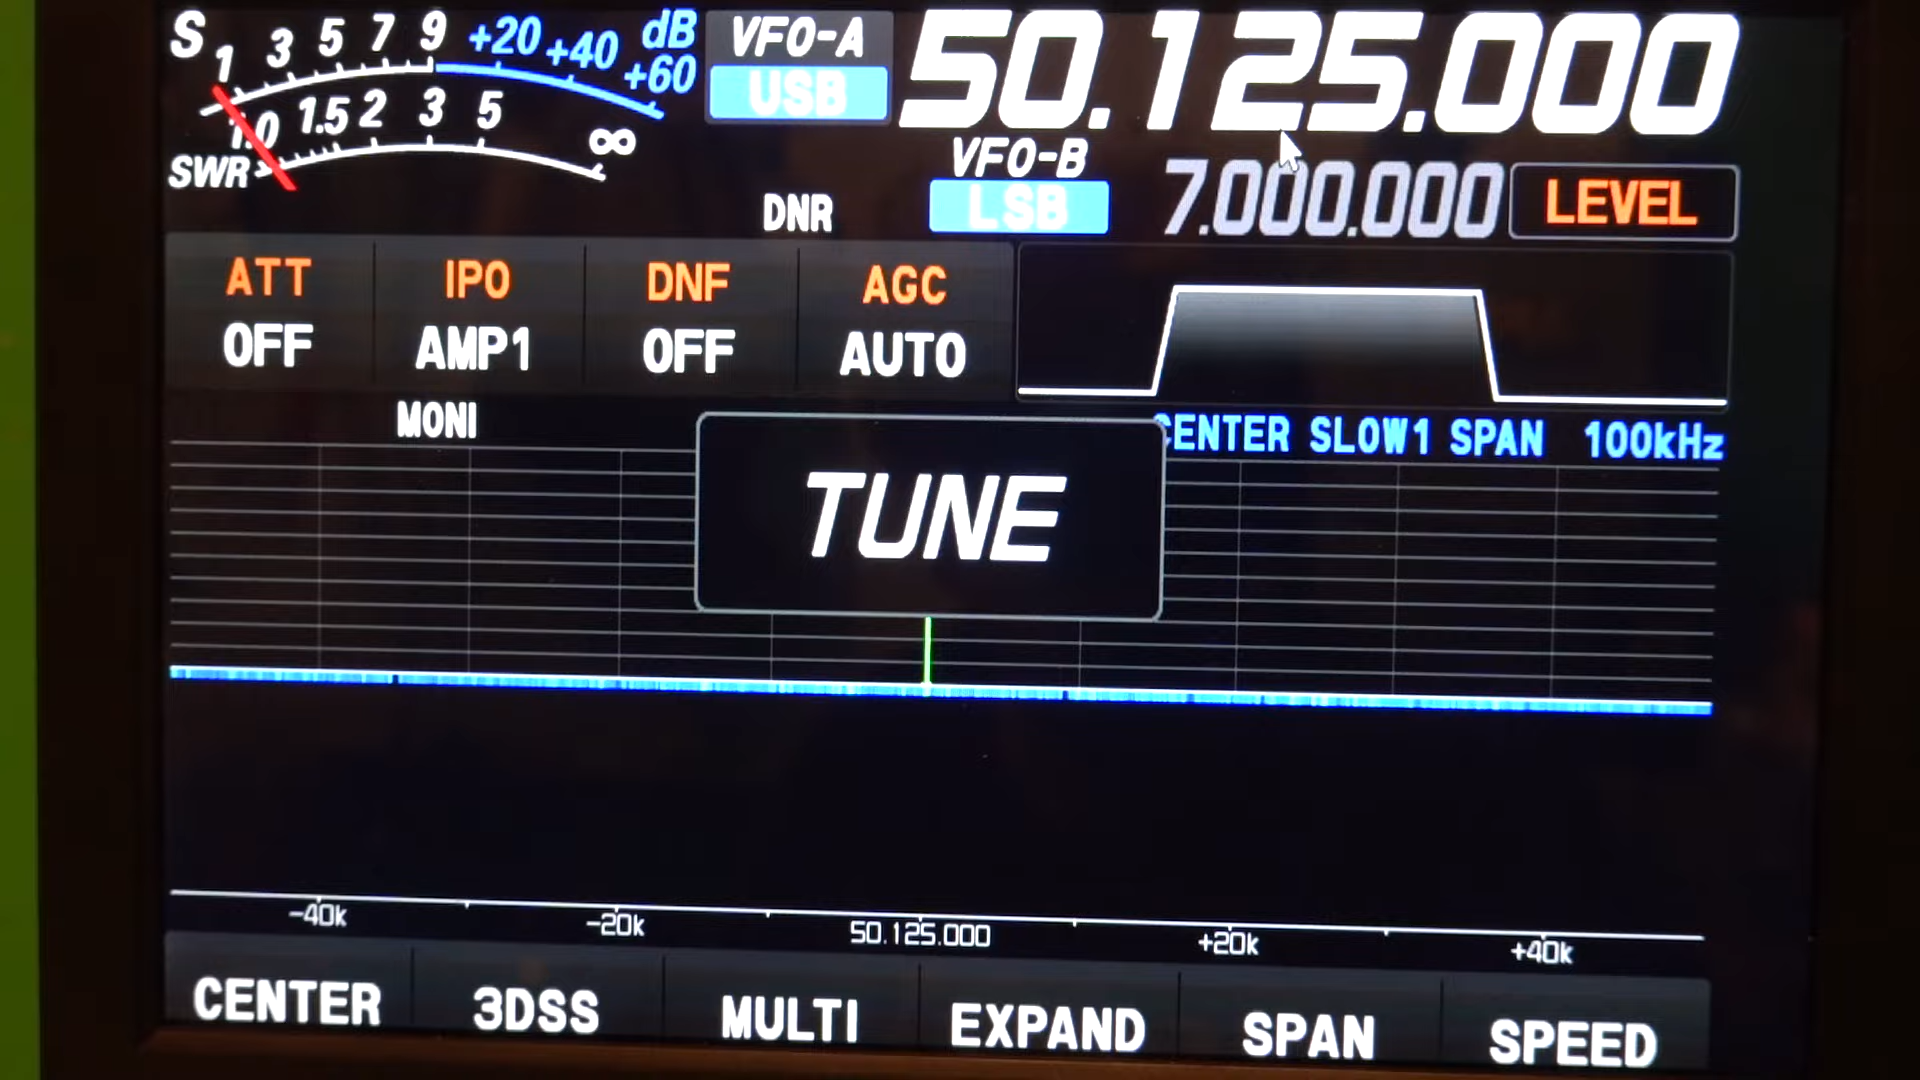 S 1 3 5 7 9 +20 +40 +60 dB
1.0 1.5 2 3 5 ∞
SWR
VFO-A
USB
50.125.000
VFO-B
LSB
7.000.000
LEVEL
DNR
ATT IPO DNF AGC
OFF AMP1 OFF AUTO
MONI
CENTER SLOW1 SPAN 100kHz
TUNE
-40k -20k 50.125.000 +20k +40k
CENTER 3DSS MULTI EXPAND SPAN SPEED